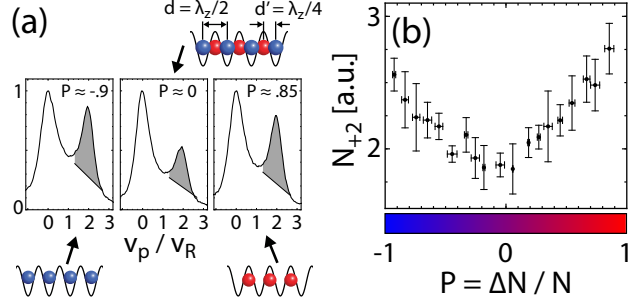 (a)
d = λz/2 d' = λz/4
P ≈ -.9
P ≈ 0
P ≈ .85
1
0
0 1 2 3
0 1 2 3
0 1 2 3
vp / vR
(b)
N+2 [a.u.]
3
2
-1 0 1
P = ΔN / N